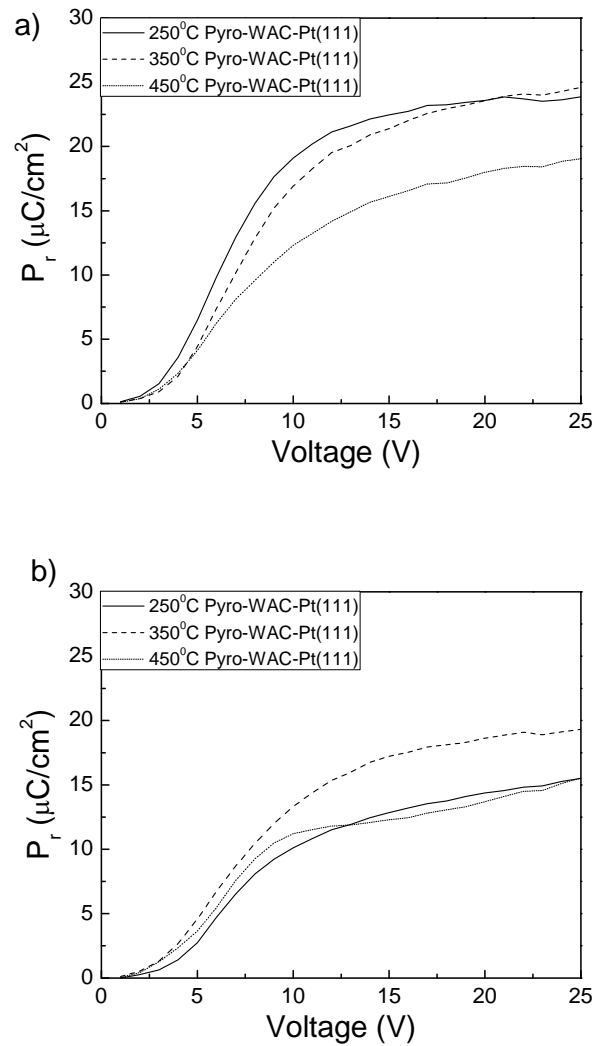 a)
30
25
20
15
10
5
0
P_r (μC/cm²)
250⁰C Pyro-WAC-Pt(111)
350⁰C Pyro-WAC-Pt(111)
450⁰C Pyro-WAC-Pt(111)
0 5 10 15 20 25
Voltage (V)
b)
30
25
20
15
10
5
0
P_r (μC/cm²)
250⁰C Pyro-WAC-Pt(111)
350⁰C Pyro-WAC-Pt(111)
450⁰C Pyro-WAC-Pt(111)
0 5 10 15 20 25
Voltage (V)